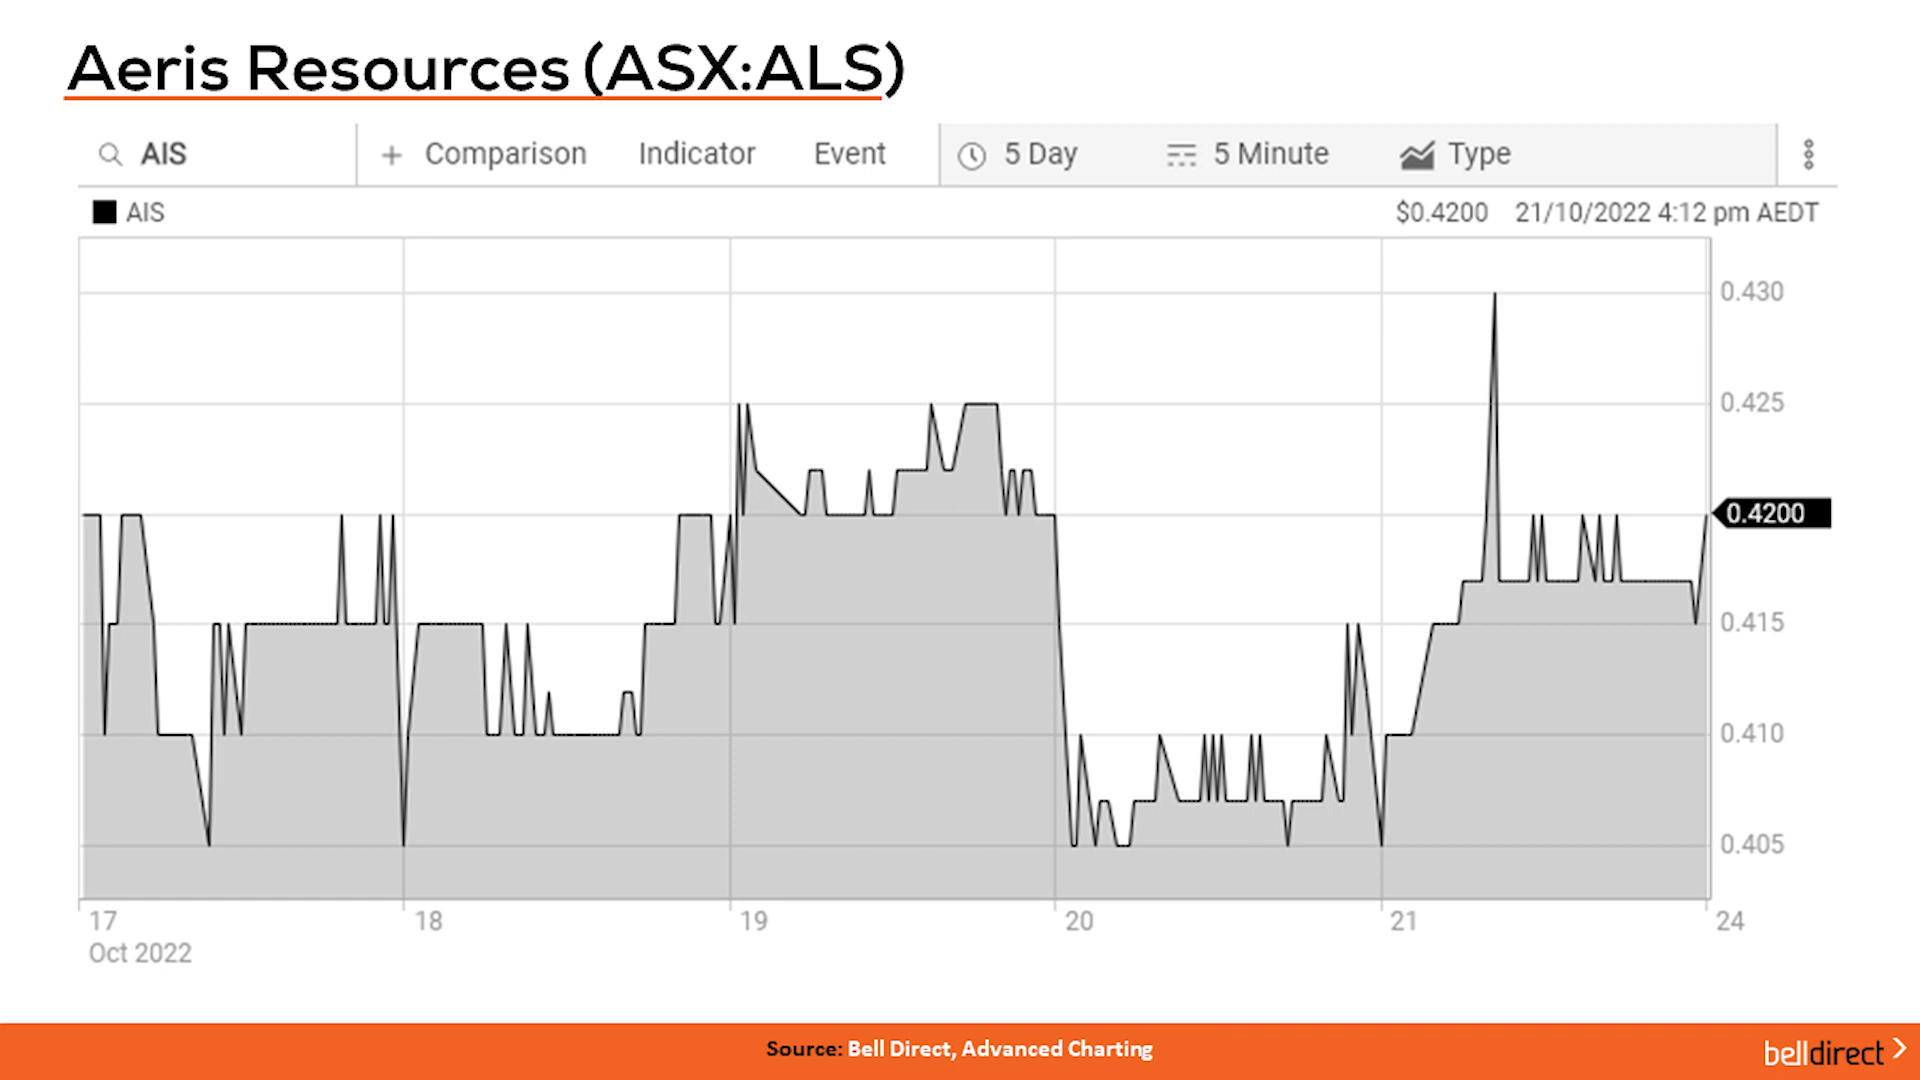 Aeris Resources (ASX:ALS)
AIS + Comparison Indicator Event 5 Day 5 Minute Type
AIS $0.4200 21/10/2022 4:12 pm AEDT
0.430
0.425
0.4200
0.415
0.410
0.405
17 18 19 20 21 24
Oct 2022
Source: Bell Direct, Advanced Charting
belldirect